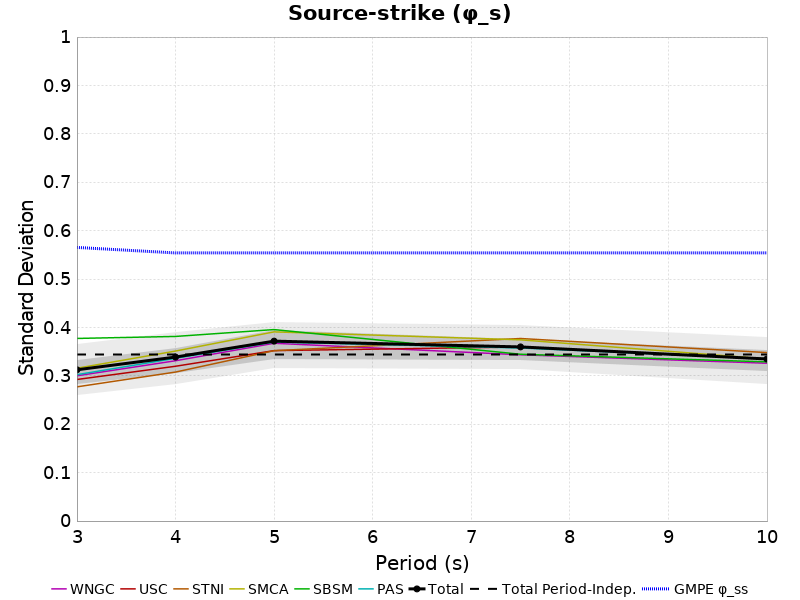 Source-strike (φ_s)
Standard Deviation
1
0.9
0.8
0.7
0.6
0.5
0.4
0.3
0.2
0.1
0
3 4 5 6 7 8 9 10
Period (s)
WNGC USC STNI SMCA SBSM PAS Total Total Period-Indep. GMPE φ_ss